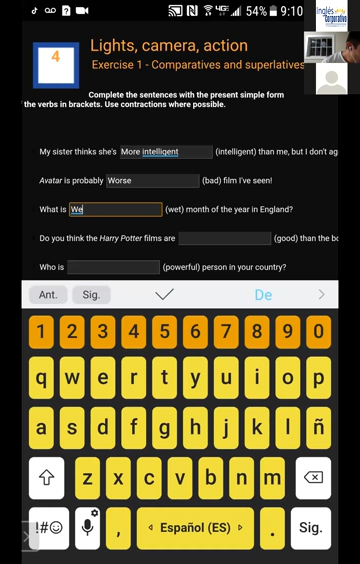 54% 9:10
Inglés
Corporativo
4
Lights, camera, action
Exercise 1 - Comparatives and superlatives
Complete the sentences with the present simple form
the verbs in brackets. Use contractions where possible.
My sister thinks she's More intelligent (intelligent) than me, but I don't ag
Avatar is probably Worse (bad) film I've seen!
What is We (wet) month of the year in England?
Do you think the Harry Potter films are (good) than the bo
Who is (powerful) person in your country?
Ant. Sig. De
1 2 3 4 5 6 7 8 9 0
q w e r t y u i o p
a s d f g h j k l ñ
z x c v b n m
!#☺ , Español (ES) . Sig.